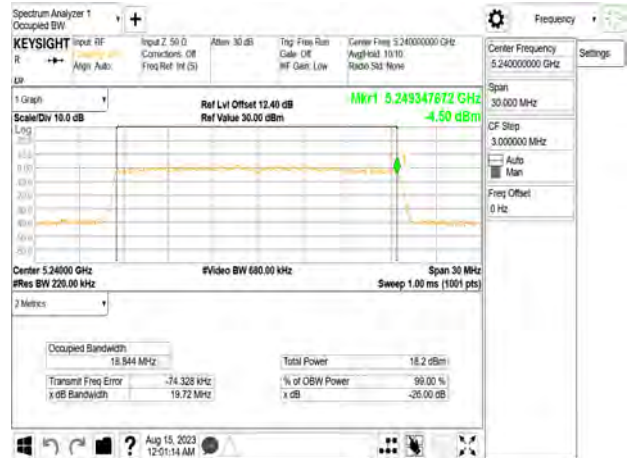 Spectrum Analyzer 1
Occupied BW
+
Frequency
KEYSIGHT
R
Input: RF
Align: Auto
Input Z: 50 Ω
Corrections: Off
Freq Ref: Int (S)
Atten: 30 dB
Trig: Free Run
Gate: Off
#IF Gain: Low
Center Freq: 5.240000000 GHz
Avg|Hold: 10/10
Radio Std: None
Center Frequency
5.240000000 GHz
Settings
Span
30.000 MHz
CF Step
3.000000 MHz
Auto
Man
Freq Offset
0 Hz
1 Graph
Scale/Div 10.0 dB
Log
Ref Lvl Offset 12.40 dB
Ref Value 30.00 dBm
Mkr1 5.249347672 GHz
-4.50 dBm
Center 5.24000 GHz
#Res BW 220.00 kHz
#Video BW 680.00 kHz
Span 30 MHz
Sweep 1.00 ms (1001 pts)
2 Metrics
Occupied Bandwidth
18.844 MHz
Total Power
18.2 dBm
Transmit Freq Error
-74.328 kHz
% of OBW Power
99.00 %
x dB Bandwidth
19.72 MHz
x dB
-26.00 dB
?
Aug 15, 2023
12:01:14 AM